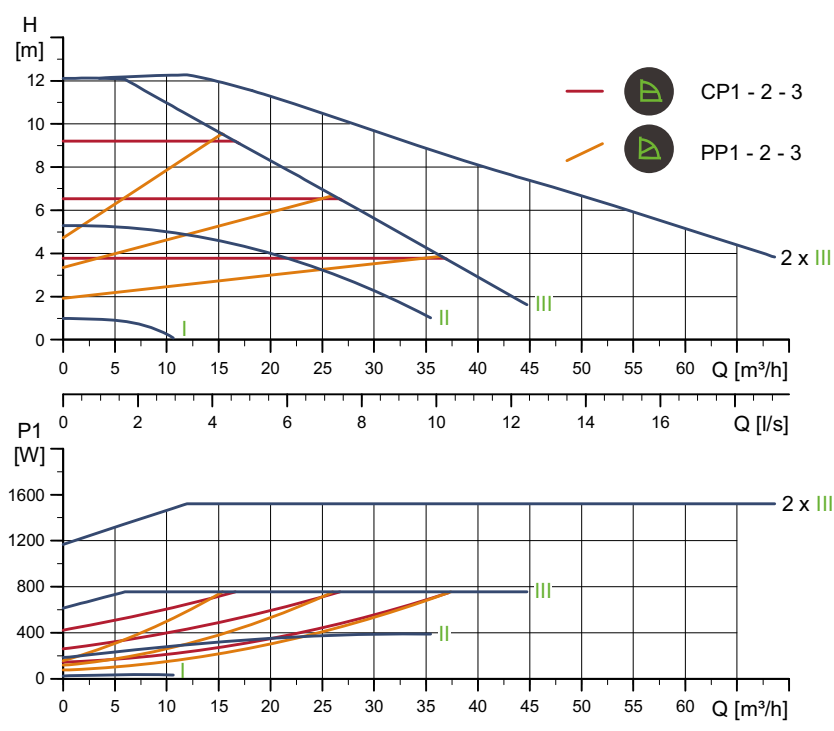 H
[m]
12
10
8
6
4
2
0
CP1 - 2 - 3
PP1 - 2 - 3
2 x III
III
II
I
0 5 10 15 20 25 30 35 40 45 50 55 60 Q [m³/h]
0 2 4 6 8 10 12 14 16 Q [l/s]
P1
[W]
1600
1200
800
400
0
2 x III
III
II
I
0 5 10 15 20 25 30 35 40 45 50 55 60 Q [m³/h]